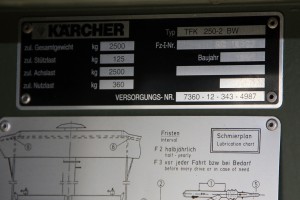 KÄRCHER
Typ TFK 250-2 BW
zul. Gesamtgewicht kg 2500 Fz-I-Nr.
zul. Stützlast kg 125 Baujahr
zul. Achslast kg 2500
zul. Nutzlast kg 360
VERSORGUNGS- NR. 7360 - 12 - 343 - 4987
Fristen
interval
Schmierplan
Lubrication chart
F 2 halbjährlich
half - yearly
F 3 vor jeder Fahrt bzw. bei Bedarf
before every drive or in case of need